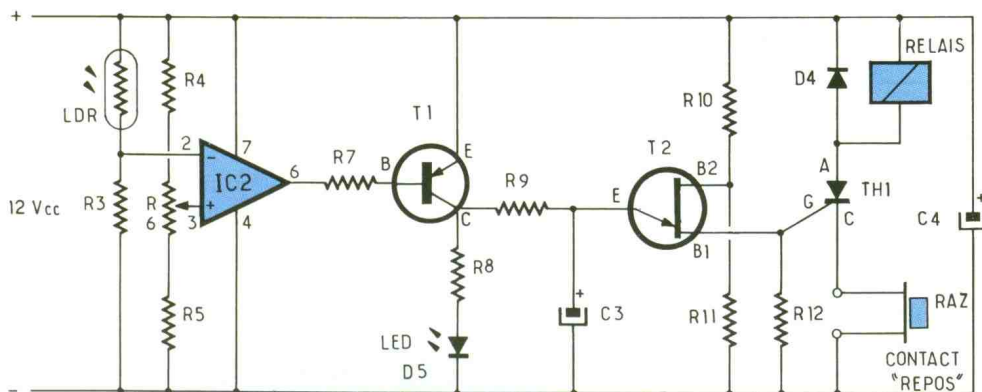 +
12 Vcc
−
LDR
R3
R4
R
6
R5
2
−
+
3
IC2
7
4
6
R7
T1
B
E
C
R8
LED
D5
R9
+
C3
T2
E
B2
B1
R10
R11
R12
D4
RELAIS
A
G
C
TH1
+
C4
RAZ
CONTACT
"REPOS"